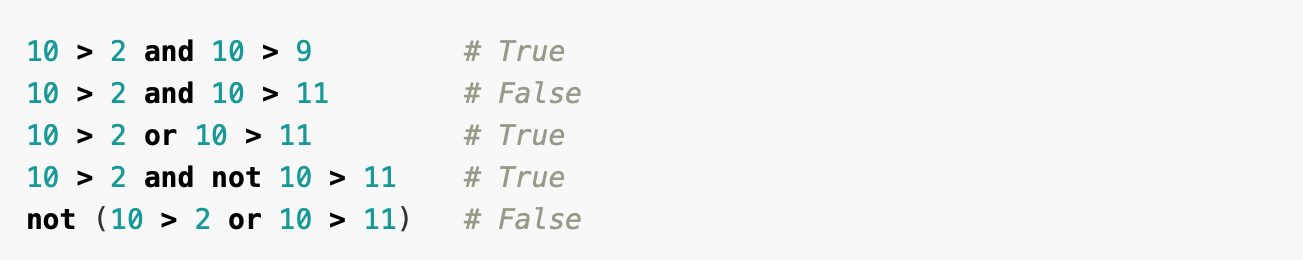 10 > 2 and 10 > 9         # True
10 > 2 and 10 > 11        # False
10 > 2 or 10 > 11         # True
10 > 2 and not 10 > 11    # True
not (10 > 2 or 10 > 11)   # False